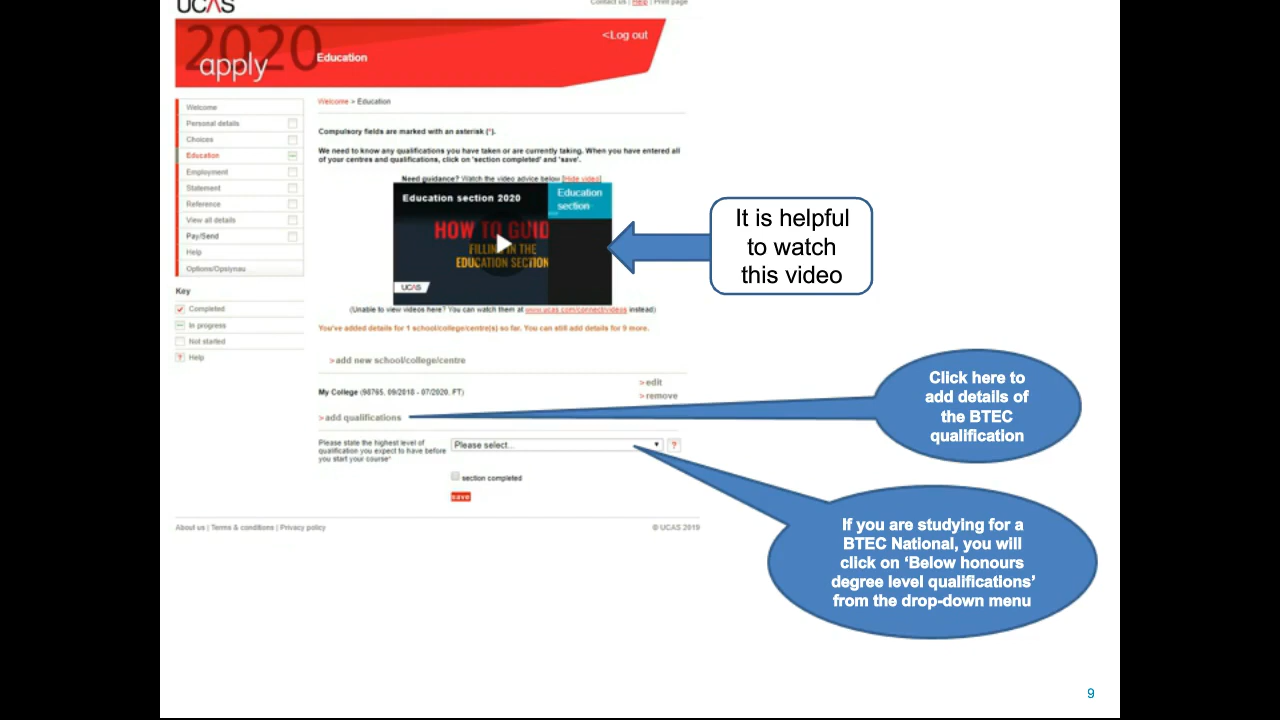 UCAS
Contact us | Help | Print page
2020
apply
Education
<Log out
Welcome > Education
Welcome
Personal details
Choices
Education
Employment
Statement
Reference
View all details
Pay/Send
Help
Options/Opsiynau
Key
Completed
In progress
Not started
? Help
Compulsory fields are marked with an asterisk (*).
We need to know any qualifications you have taken or are currently taking. When you have entered all
of your centres and qualifications, click on 'section completed' and 'save'.
Need guidance? Watch the video advice below [Hide video]
Education section 2020
Education
section
HOW TO GUID
FILLING IN THE
EDUCATION SECTION
UCAS
(Unable to view videos here? You can watch them at www.ucas.com/connect/videos instead)
You've added details for 1 school/college/centre(s) so far. You can still add details for 9 more.
>add new school/college/centre
My College (98765, 09/2018 - 07/2020, FT)
>edit
>remove
>add qualifications
Please state the highest level of
qualification you expect to have before
you start your course*
Please select...
?
section completed
save
About us | Terms & conditions | Privacy policy
© UCAS 2019
It is helpful
to watch
this video
Click here to
add details of
the BTEC
qualification
If you are studying for a
BTEC National, you will
click on ‘Below honours
degree level qualifications’
from the drop-down menu
9